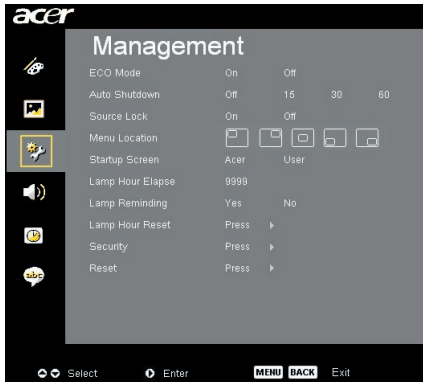 acer
Management
ECO Mode On Off
Auto Shutdown Off 15 30 60
Source Lock On Off
Menu Location
Startup Screen Acer User
Lamp Hour Elapse 9999
Lamp Reminding Yes No
Lamp Hour Reset Press
Security Press
abc
Reset Press
Select Enter MENU BACK Exit